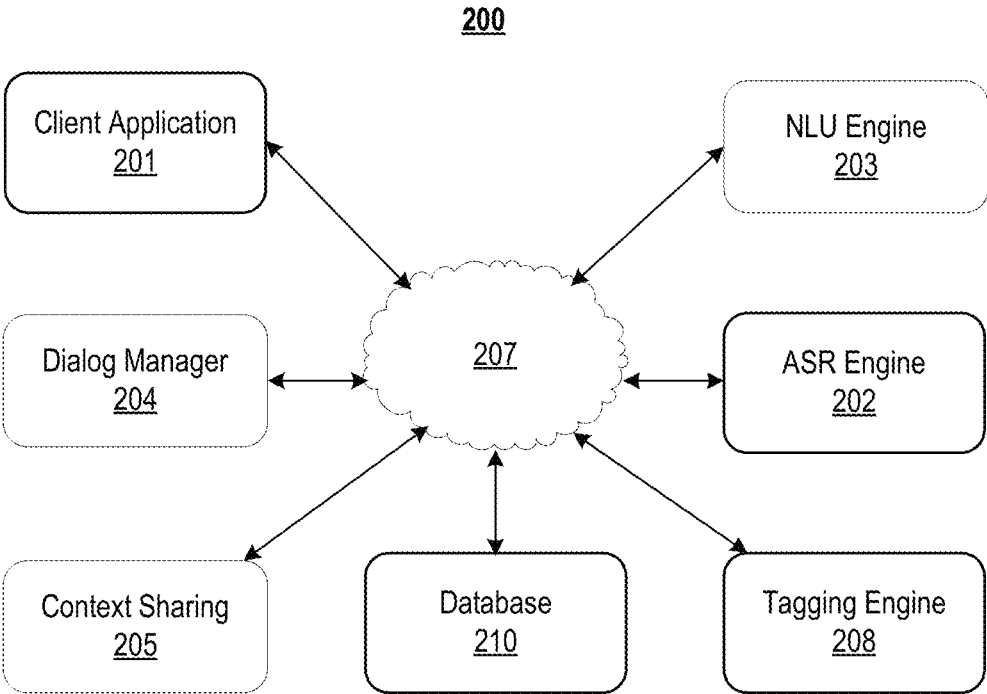 200
Client Application
201
NLU Engine
203
Dialog Manager
204
207
ASR Engine
202
Context Sharing
205
Database
210
Tagging Engine
208